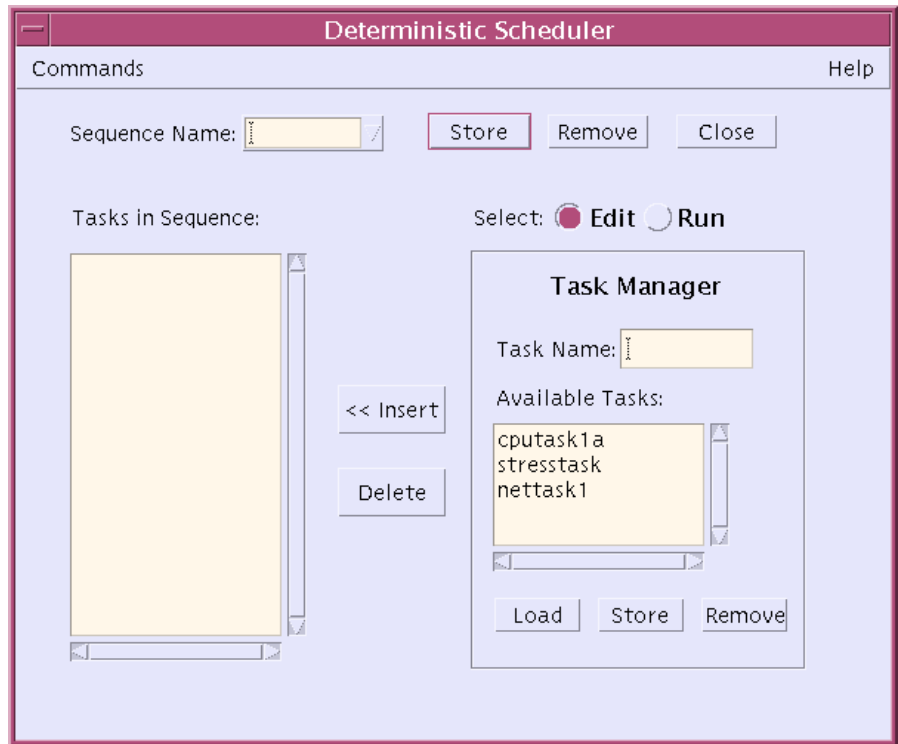 Deterministic Scheduler
Commands Help
Sequence Name: Store Remove Close
Tasks in Sequence: Select: Edit Run
Task Manager
Task Name:
<< Insert Available Tasks:
cputask1a
stresstask
nettask1
Delete
Load Store Remove